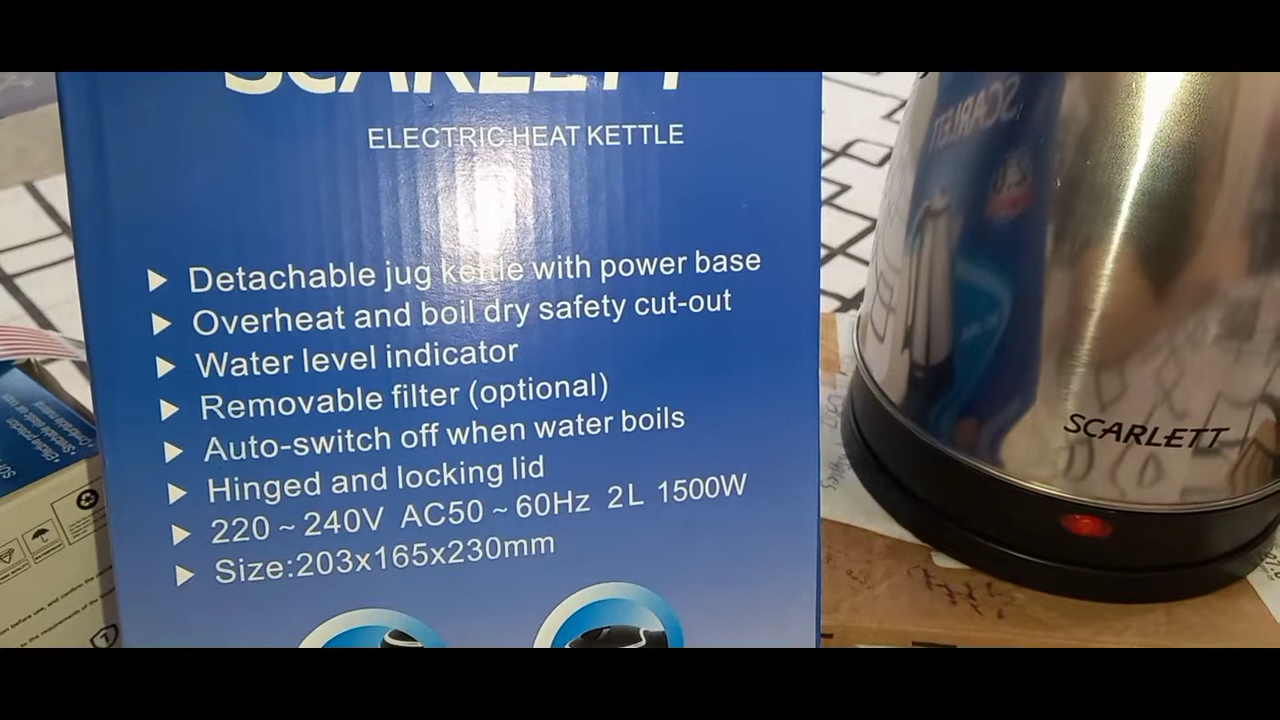 SCARLETT
ELECTRIC HEAT KETTLE
Detachable jug kettle with power base
Overheat and boil dry safety cut-out
Water level indicator
Removable filter (optional)
Auto-switch off when water boils
Hinged and locking lid
220 ~ 240V AC50 ~ 60Hz 2L 1500W
Size:203x165x230mm
SCARLETT